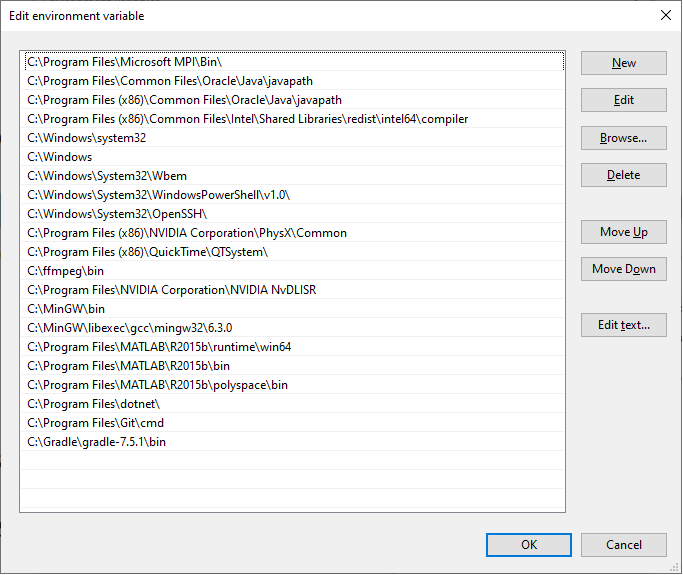 Edit environment variable
C:\Program Files\Microsoft MPI\Bin\
C:\Program Files\Common Files\Oracle\Java\javapath
C:\Program Files (x86)\Common Files\Oracle\Java\javapath
C:\Program Files (x86)\Common Files\Intel\Shared Libraries\redist\intel64\compiler
C:\Windows\system32
C:\Windows
C:\Windows\System32\Wbem
C:\Windows\System32\WindowsPowerShell\v1.0\
C:\Windows\System32\OpenSSH\
C:\Program Files (x86)\NVIDIA Corporation\PhysX\Common
C:\Program Files (x86)\QuickTime\QTSystem\
C:\ffmpeg\bin
C:\Program Files\NVIDIA Corporation\NVIDIA NvDLISR
C:\MinGW\bin
C:\MinGW\libexec\gcc\mingw32\6.3.0
C:\Program Files\MATLAB\R2015b\runtime\win64
C:\Program Files\MATLAB\R2015b\bin
C:\Program Files\MATLAB\R2015b\polyspace\bin
C:\Program Files\dotnet\
C:\Program Files\Git\cmd
C:\Gradle\gradle-7.5.1\bin
New
Edit
Browse...
Delete
Move Up
Move Down
Edit text...
OK
Cancel